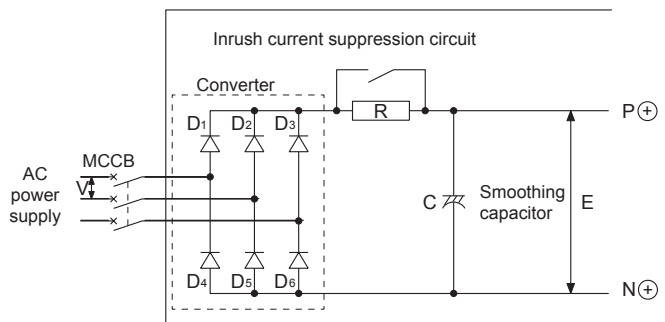 Inrush current suppression circuit
Converter
D1
D2
D3
R
P
MCCB
AC
power
supply
V
C
Smoothing
capacitor
E
D4
D5
D6
N